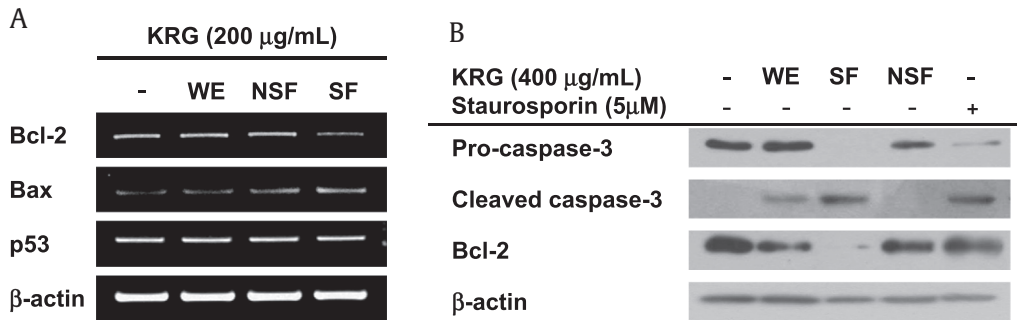 A
KRG (200 μg/mL)
- WE NSF SF
Bcl-2
Bax
p53
β-actin
B
KRG (400 μg/mL) - WE SF NSF -
Staurosporin (5μM) - - - - +
Pro-caspase-3
Cleaved caspase-3
Bcl-2
β-actin